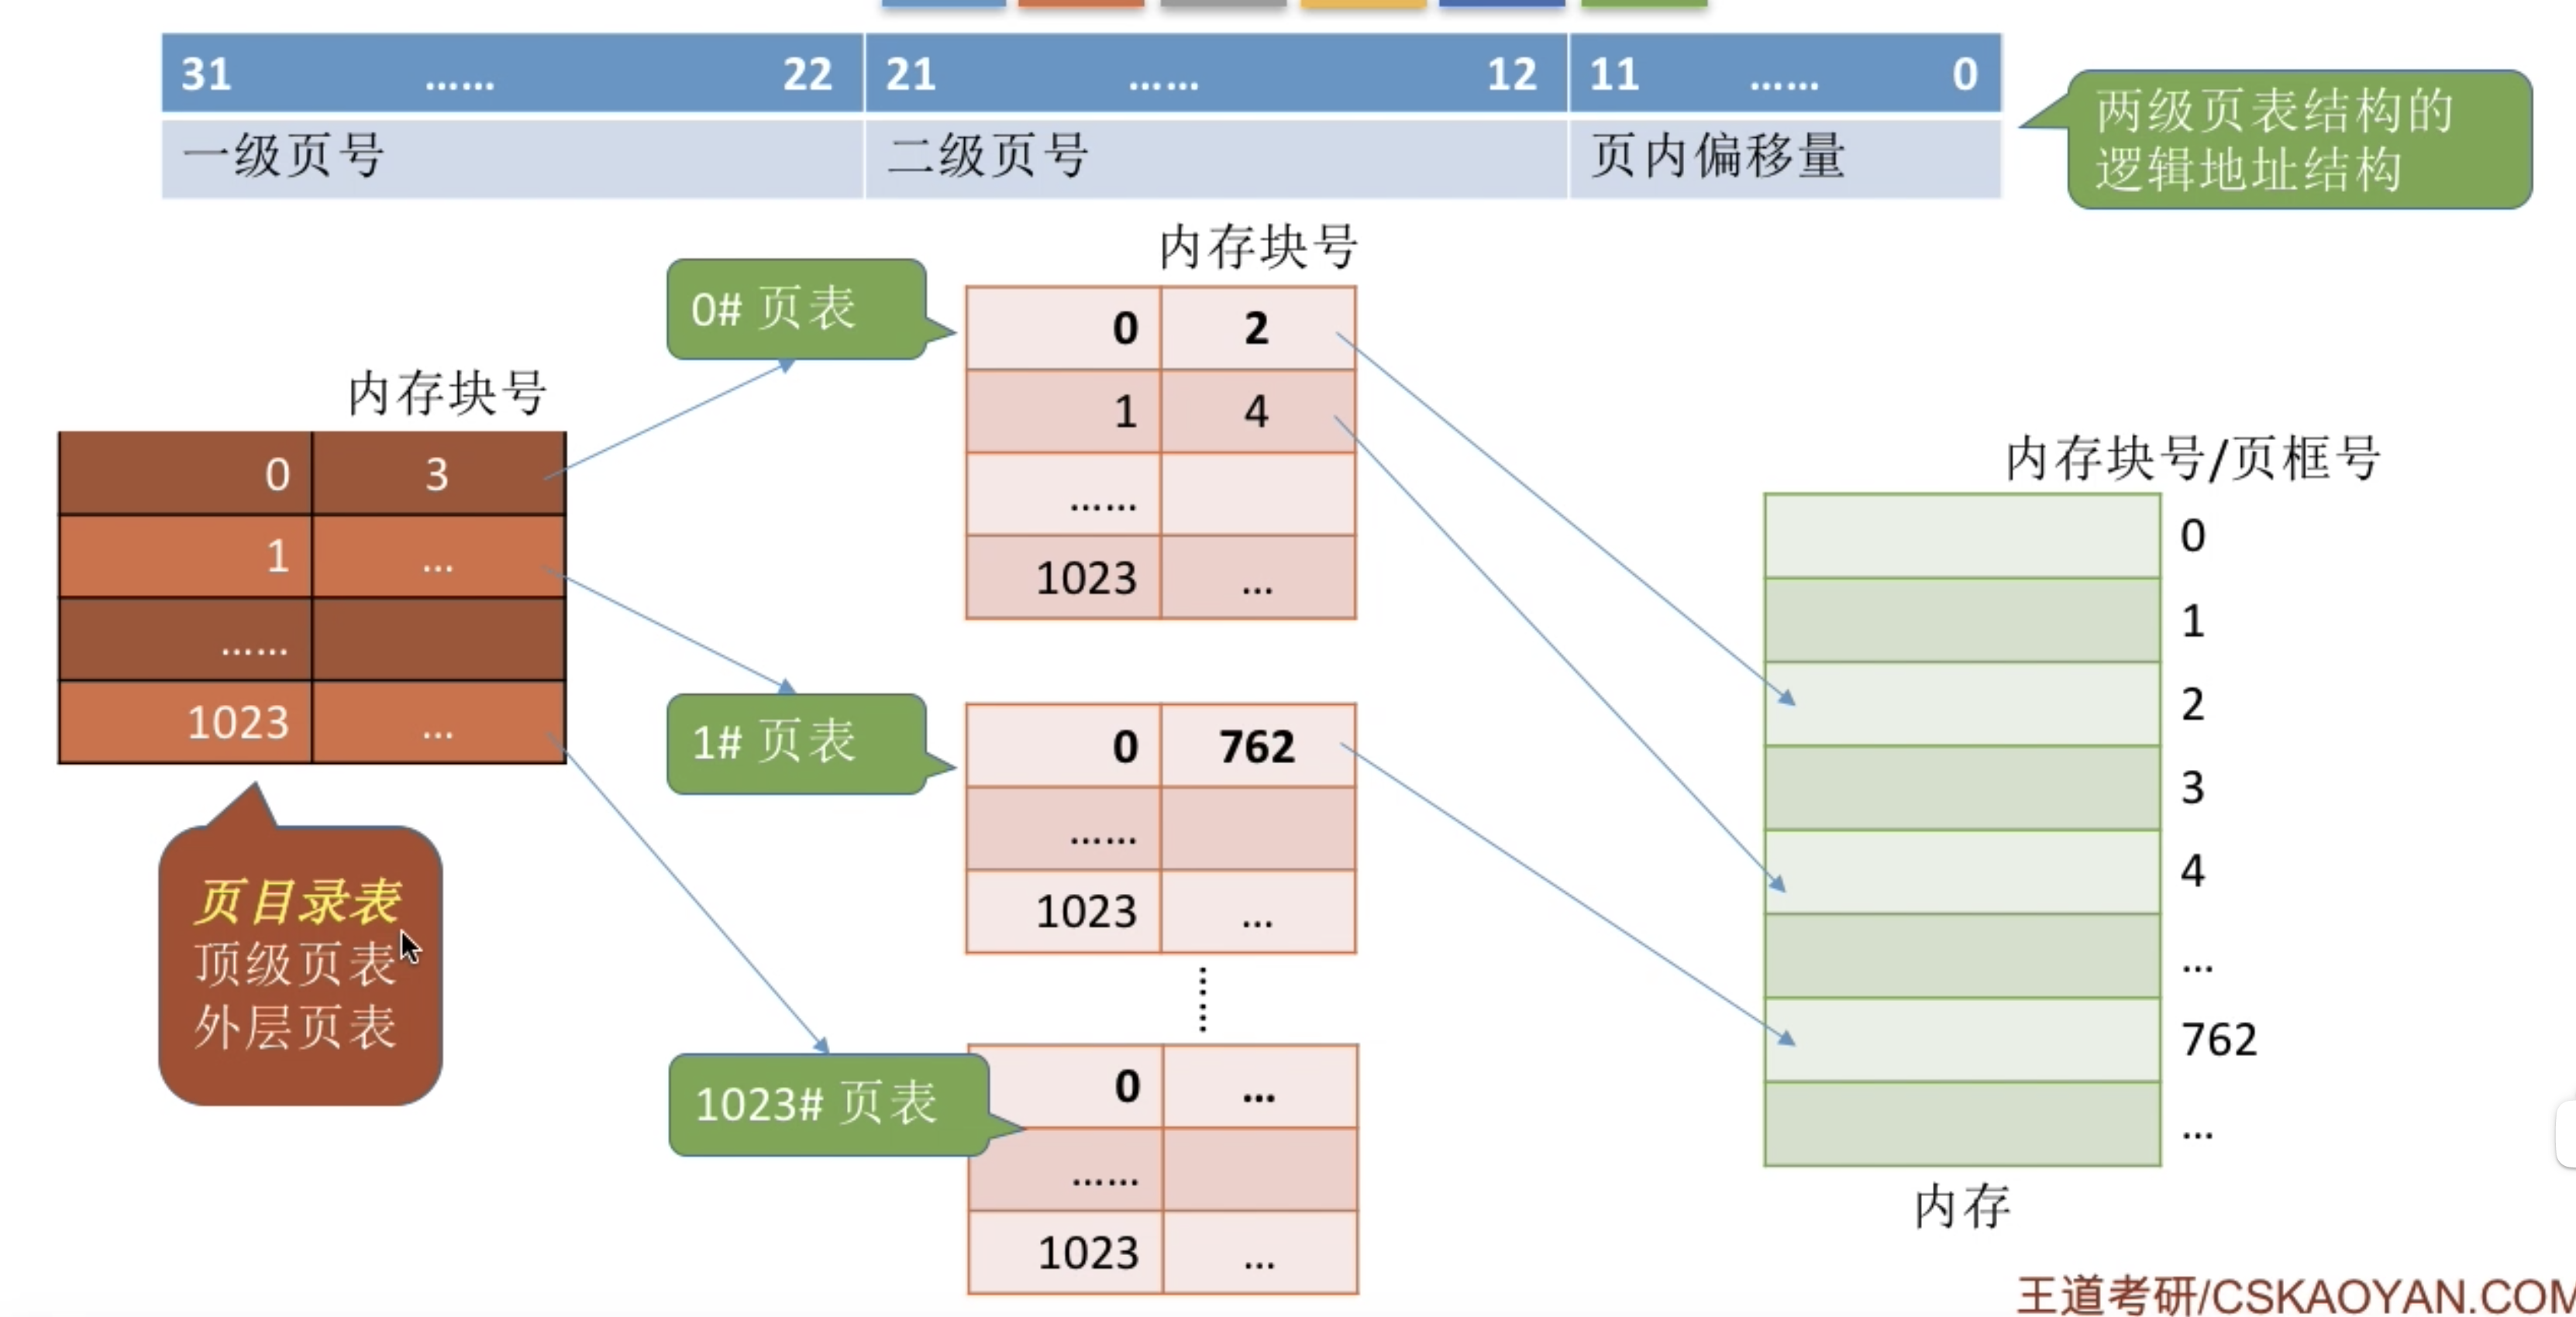 31 …… 22 21 …… 12 11 …… 0
一级页号 二级页号 页内偏移量
两级页表结构的
逻辑地址结构
内存块号
0 3
1 ...
……
1023 ...
页目录表
顶级页表
外层页表
0# 页表
内存块号
0 2
1 4
……
1023 ...
1# 页表
0 762
……
1023 ...
……
1023# 页表
0 ...
……
1023 ...
内存块号/页框号
0
1
2
3
4
...
762
...
内存
王道考研/CSKAOYAN.COM